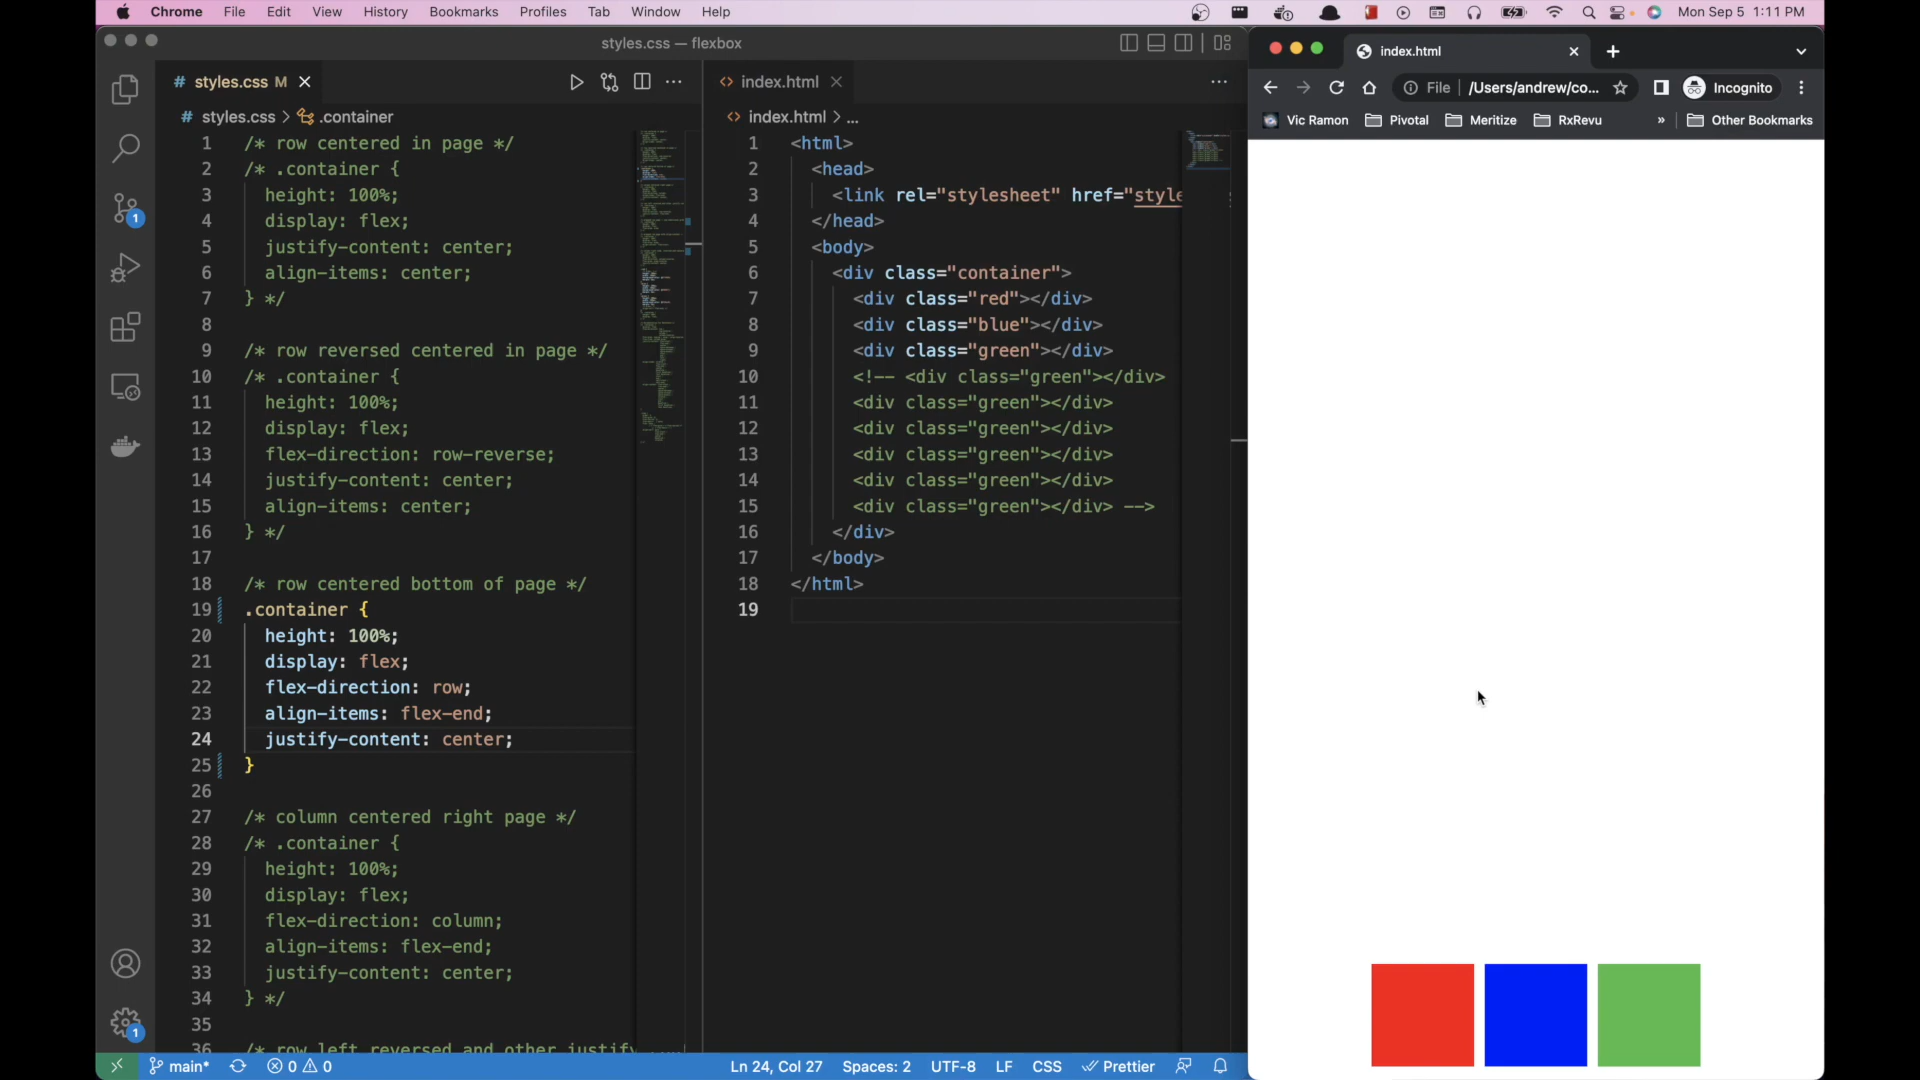 Chrome File Edit View History Bookmarks Profiles Tab Window Help Mon Sep 5 1:11 PM
styles.css — flexbox
# styles.css M
# styles.css > .container
1 /* row centered in page */
2 /* .container {
3 height: 100%;
4 display: flex;
5 justify-content: center;
6 align-items: center;
7 } */
8
9 /* row reversed centered in page */
10 /* .container {
11 height: 100%;
12 display: flex;
13 flex-direction: row-reverse;
14 justify-content: center;
15 align-items: center;
16 } */
17
18 /* row centered bottom of page */
19 .container {
20 height: 100%;
21 display: flex;
22 flex-direction: row;
23 align-items: flex-end;
24 justify-content: center;
25 }
26
27 /* column centered right page */
28 /* .container {
29 height: 100%;
30 display: flex;
31 flex-direction: column;
32 align-items: flex-end;
33 justify-content: center;
34 } */
35
36 /* row left reversed and other justify
<> index.html
<> index.html > ...
1 <html>
2 <head>
3 <link rel="stylesheet" href="style
4 </head>
5 <body>
6 <div class="container">
7 <div class="red"></div>
8 <div class="blue"></div>
9 <div class="green"></div>
10 <!-- <div class="green"></div>
11 <div class="green"></div>
12 <div class="green"></div>
13 <div class="green"></div>
14 <div class="green"></div>
15 <div class="green"></div> -->
16 </div>
17 </body>
18 </html>
19
1
1
main* 0 0 Ln 24, Col 27 Spaces: 2 UTF-8 LF CSS Prettier
index.html
File /Users/andrew/co... Incognito
Vic Ramon Pivotal Meritize RxRevu » Other Bookmarks